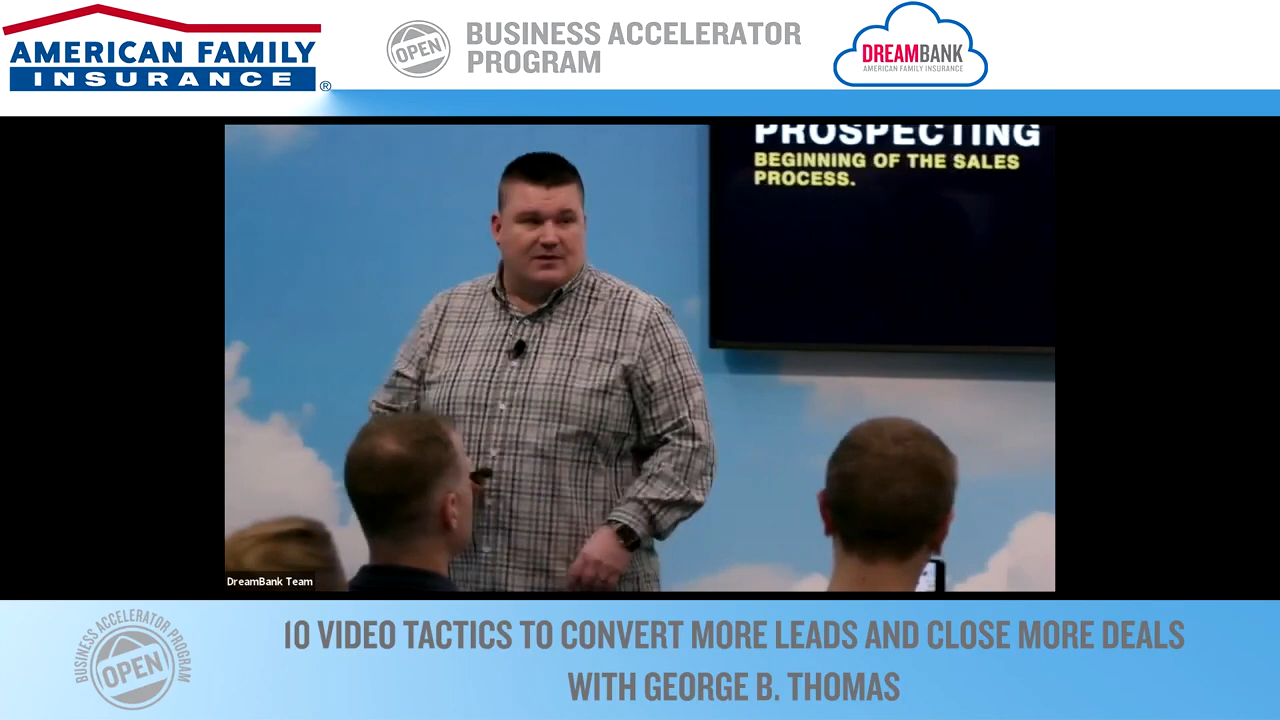 AMERICAN FAMILY
INSURANCE ®
OPEN
BUSINESS ACCELERATOR
PROGRAM
DREAMBANK
AMERICAN FAMILY INSURANCE
PROSPECTING
BEGINNING OF THE SALES
PROCESS.
DreamBank Team
BUSINESS ACCELERATOR PROGRAM
OPEN
10 VIDEO TACTICS TO CONVERT MORE LEADS AND CLOSE MORE DEALS
WITH GEORGE B. THOMAS